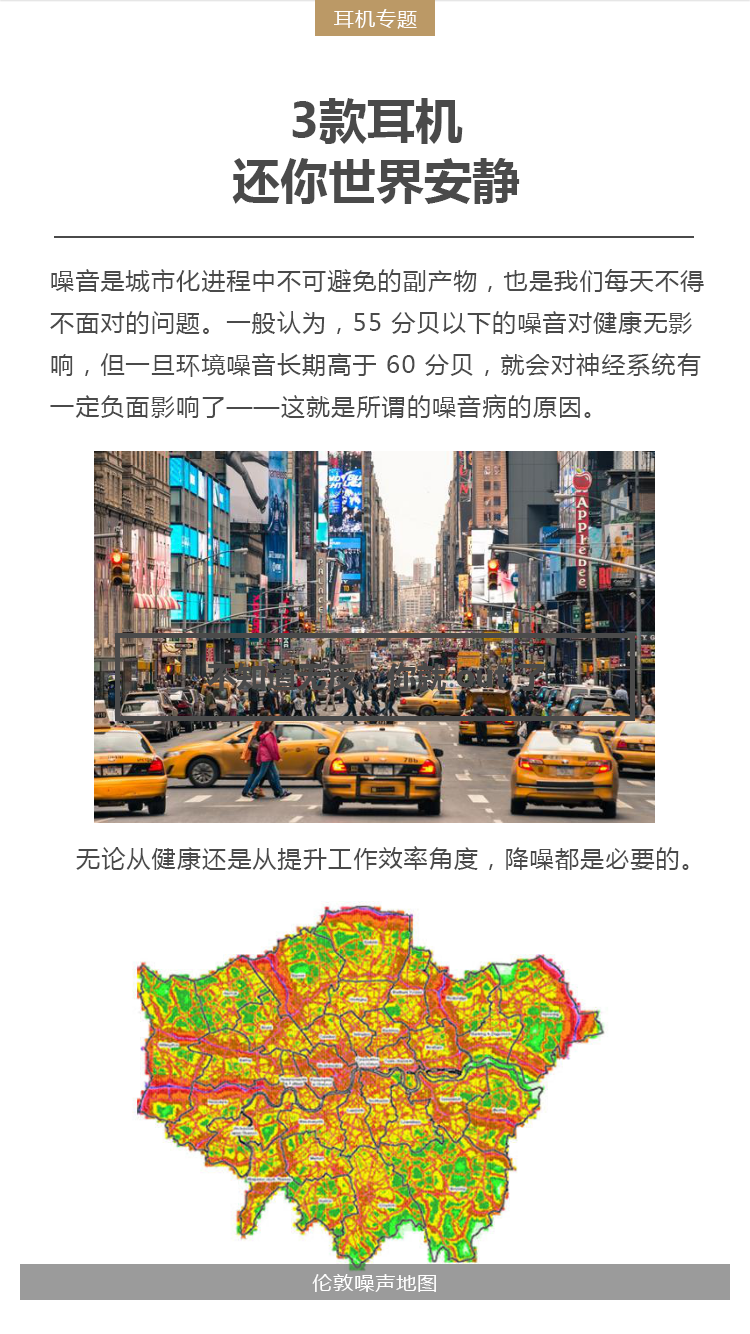 耳机专题
3款耳机
还你世界安静
噪音是城市化进程中不可避免的副产物，也是我们每天不得
不面对的问题。一般认为，55 分贝以下的噪音对健康无影
响，但一旦环境噪音长期高于 60 分贝，就会对神经系统有
一定负面影响了——这就是所谓的噪音病的原因。
Applebee
无论从健康还是从提升工作效率角度，降噪都是必要的。
伦敦噪声地图